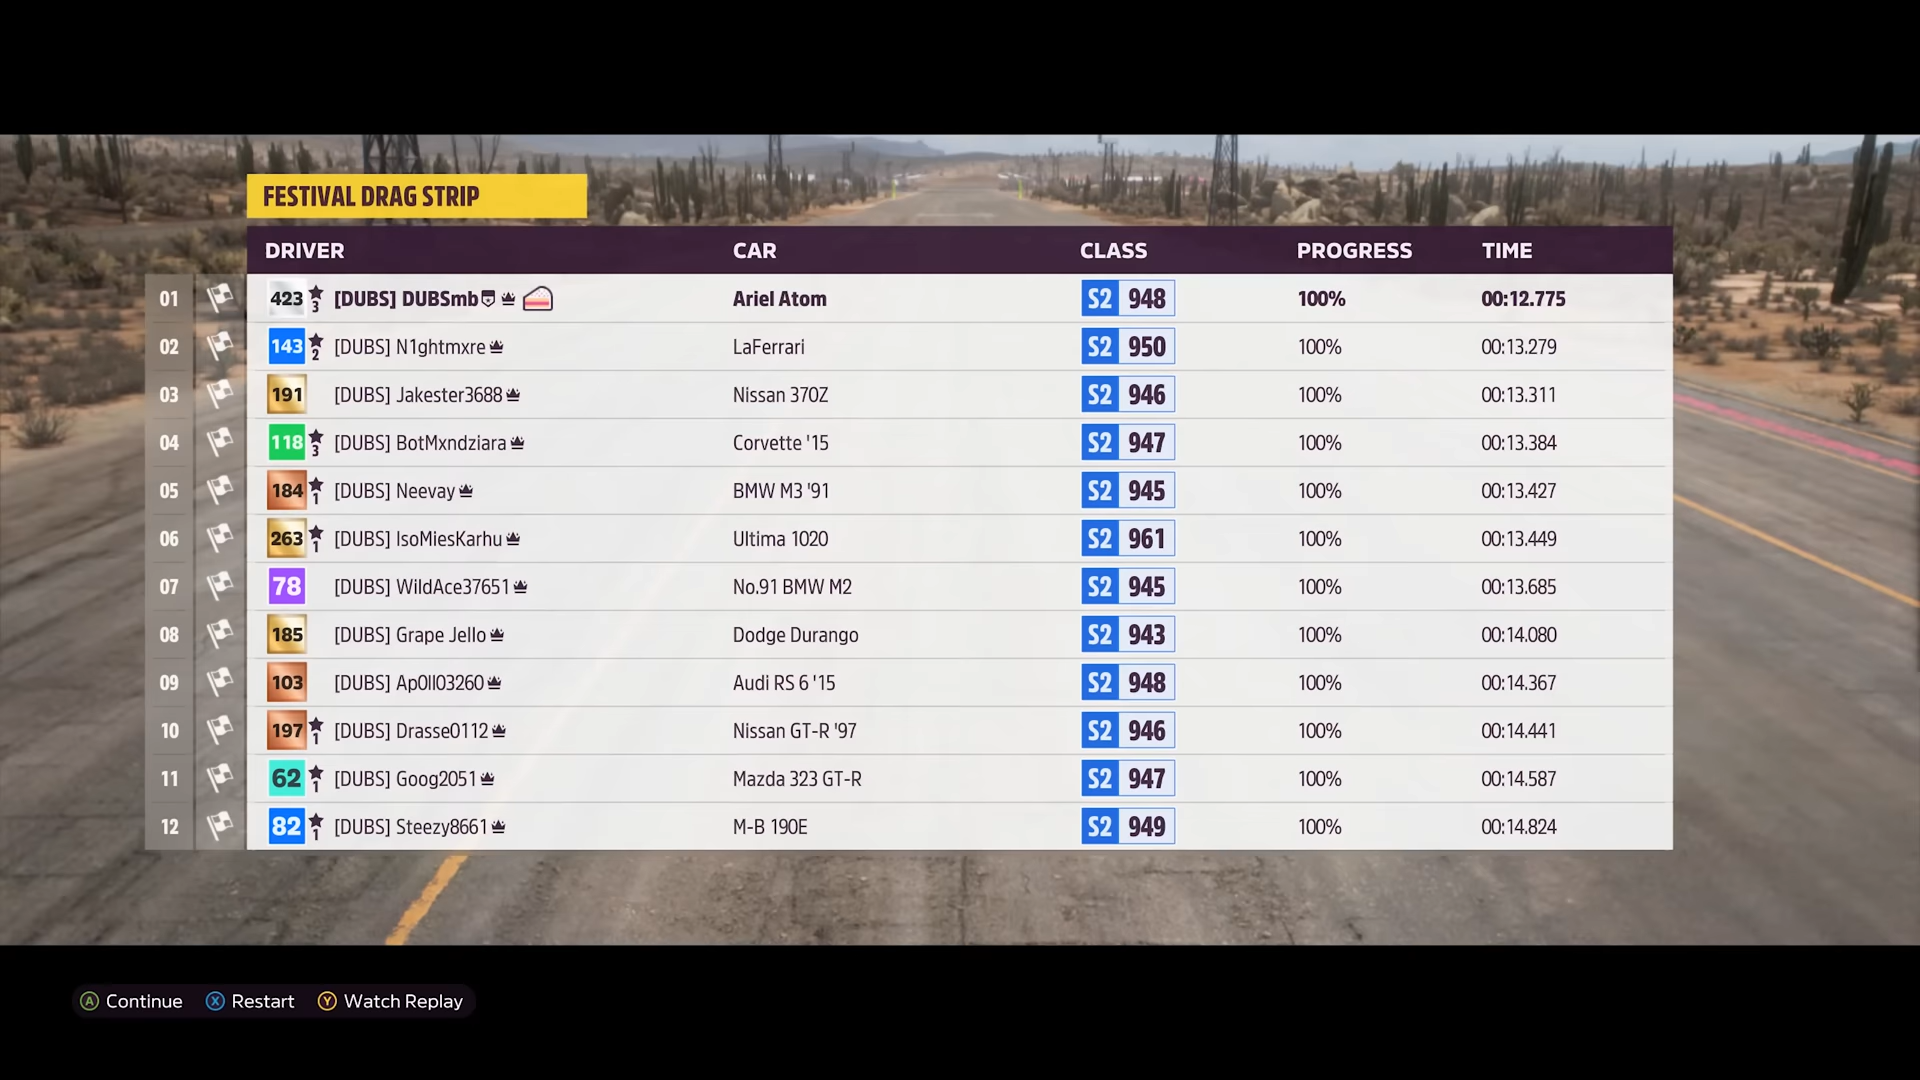 FESTIVAL DRAG STRIP
DRIVER CAR CLASS PROGRESS TIME
01 423 3 [DUBS] DUBSmb Ariel Atom S2 948 100% 00:12.775
02 143 2 [DUBS] N1ghtmxre LaFerrari S2 950 100% 00:13.279
03 191 [DUBS] Jakester3688 Nissan 370Z S2 946 100% 00:13.311
04 118 3 [DUBS] BotMxndziara Corvette '15 S2 947 100% 00:13.384
05 184 1 [DUBS] Neevay BMW M3 '91 S2 945 100% 00:13.427
06 263 1 [DUBS] IsoMiesKarhu Ultima 1020 S2 961 100% 00:13.449
07 78 [DUBS] WildAce37651 No.91 BMW M2 S2 945 100% 00:13.685
08 185 [DUBS] Grape Jello Dodge Durango S2 943 100% 00:14.080
09 103 [DUBS] Ap0ll03260 Audi RS 6 '15 S2 948 100% 00:14.367
10 197 1 [DUBS] Drasse0112 Nissan GT-R '97 S2 946 100% 00:14.441
11 62 1 [DUBS] Goog2051 Mazda 323 GT-R S2 947 100% 00:14.587
12 82 1 [DUBS] Steezy8661 M-B 190E S2 949 100% 00:14.824
A Continue X Restart Y Watch Replay